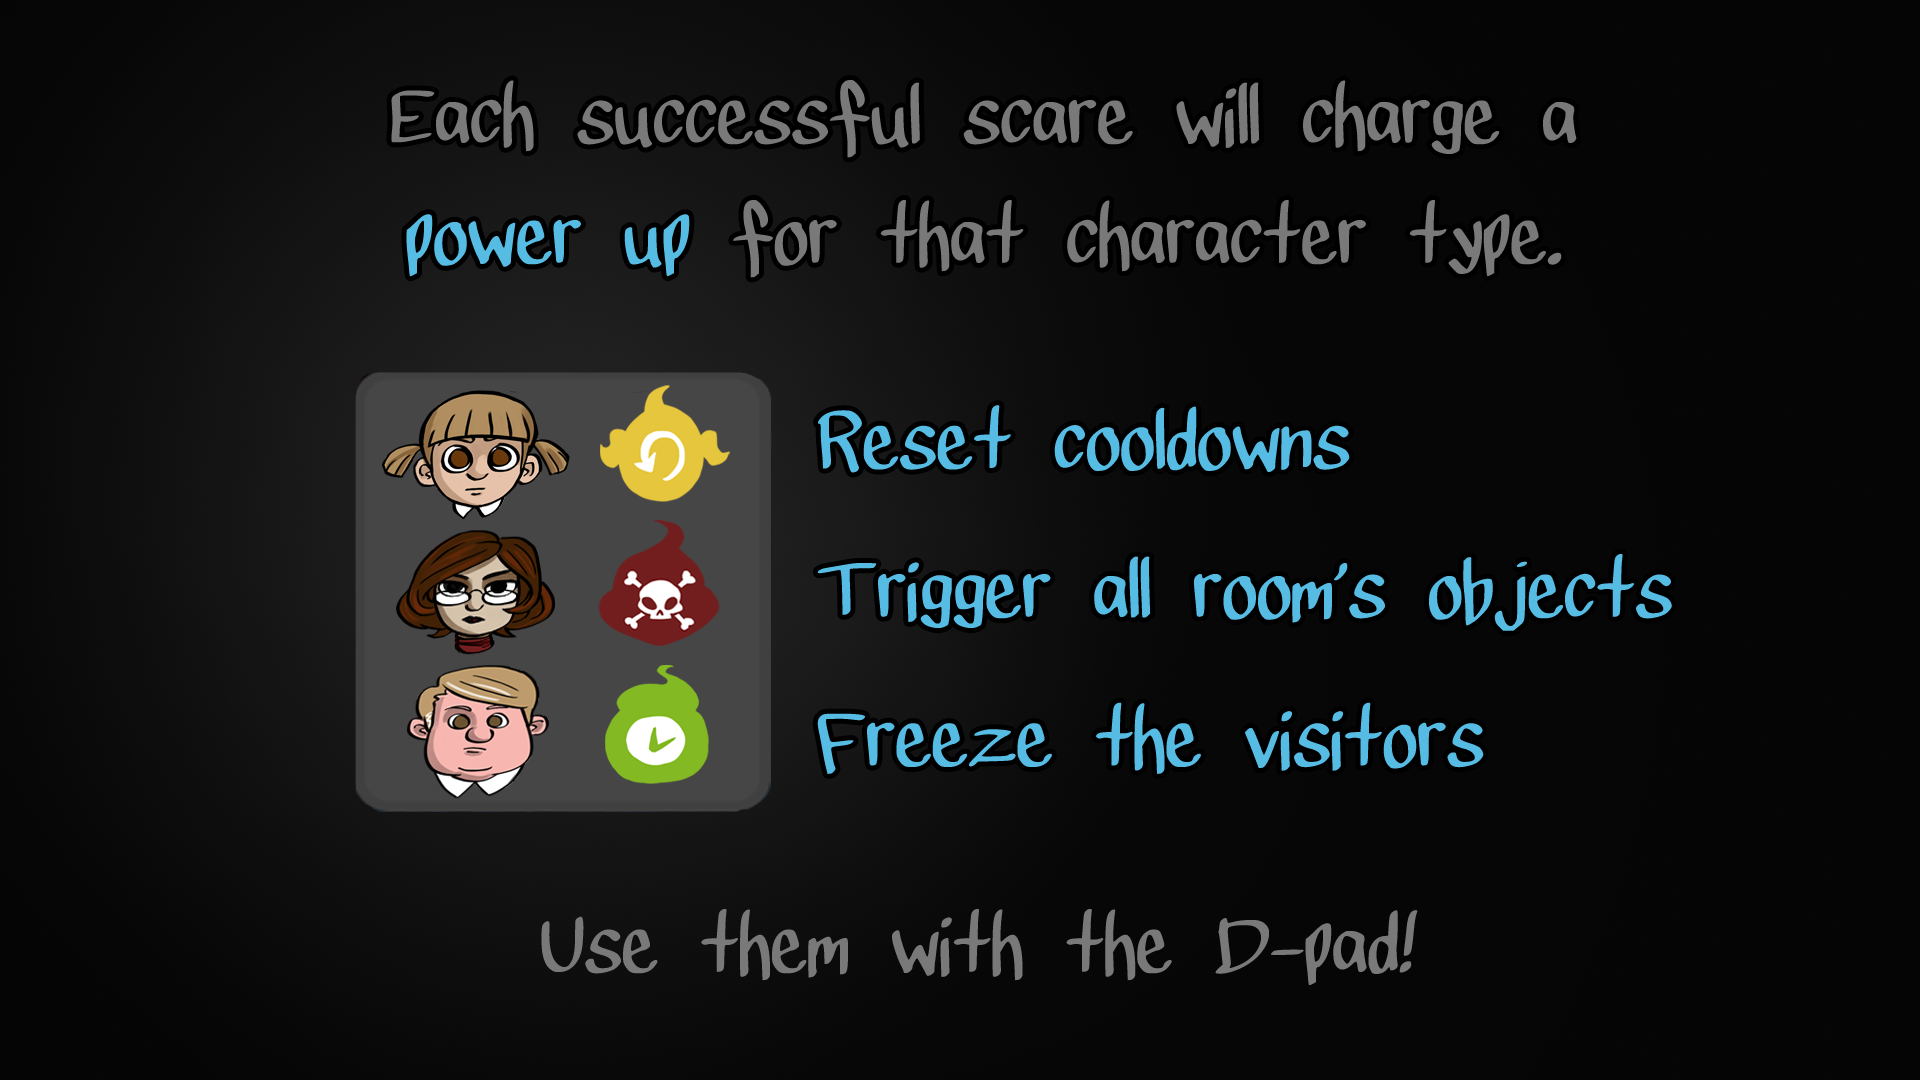 Each successful scare will charge a
power up for that character type.
Reset cooldowns
Trigger all room's objects
Freeze the visitors
Use them with the D-pad!